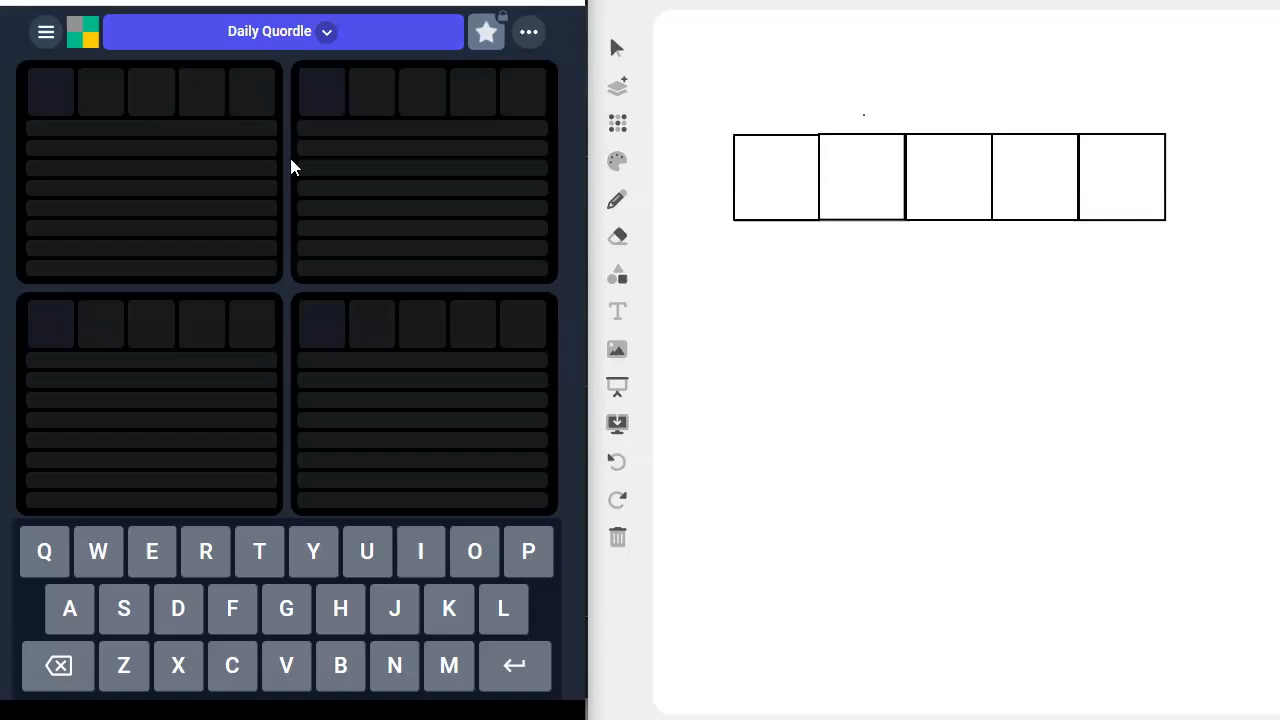 Daily Quordle
Q W E R T Y U I O P
A S D F G H J K L
Z X C V B N M
T